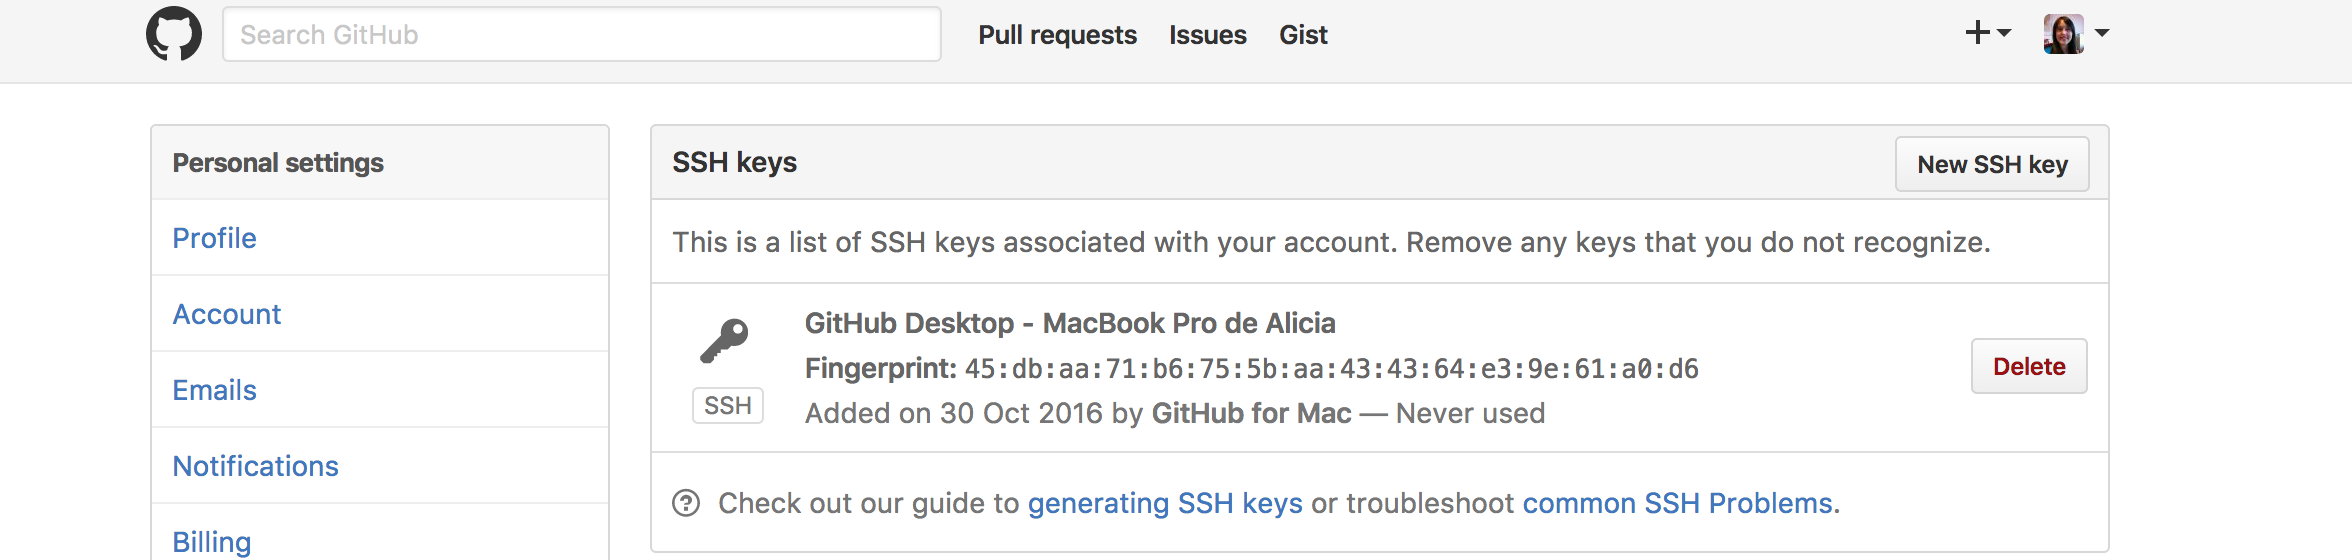 Search GitHub
Pull requests
Issues
Gist
Personal settings
Profile
Account
Emails
Notifications
Billing
SSH keys
New SSH key
This is a list of SSH keys associated with your account. Remove any keys that you do not recognize.
SSH
GitHub Desktop - MacBook Pro de Alicia
Fingerprint: 45:db:aa:71:b6:75:5b:aa:43:43:64:e3:9e:61:a0:d6
Added on 30 Oct 2016 by GitHub for Mac — Never used
Delete
Check out our guide to generating SSH keys or troubleshoot common SSH Problems.